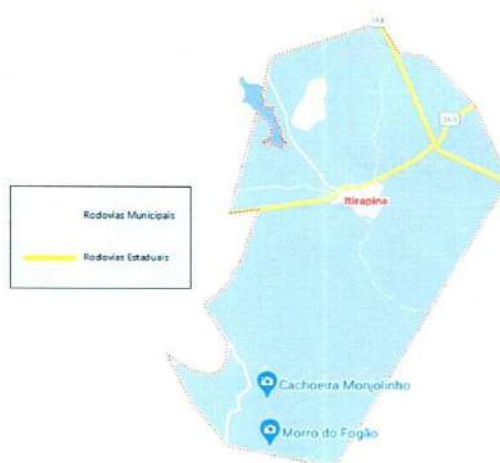 Itirapina
Rodovias Municipais
Rodovias Estaduais
Cachoeira Monjolinho
Morro do Fogão